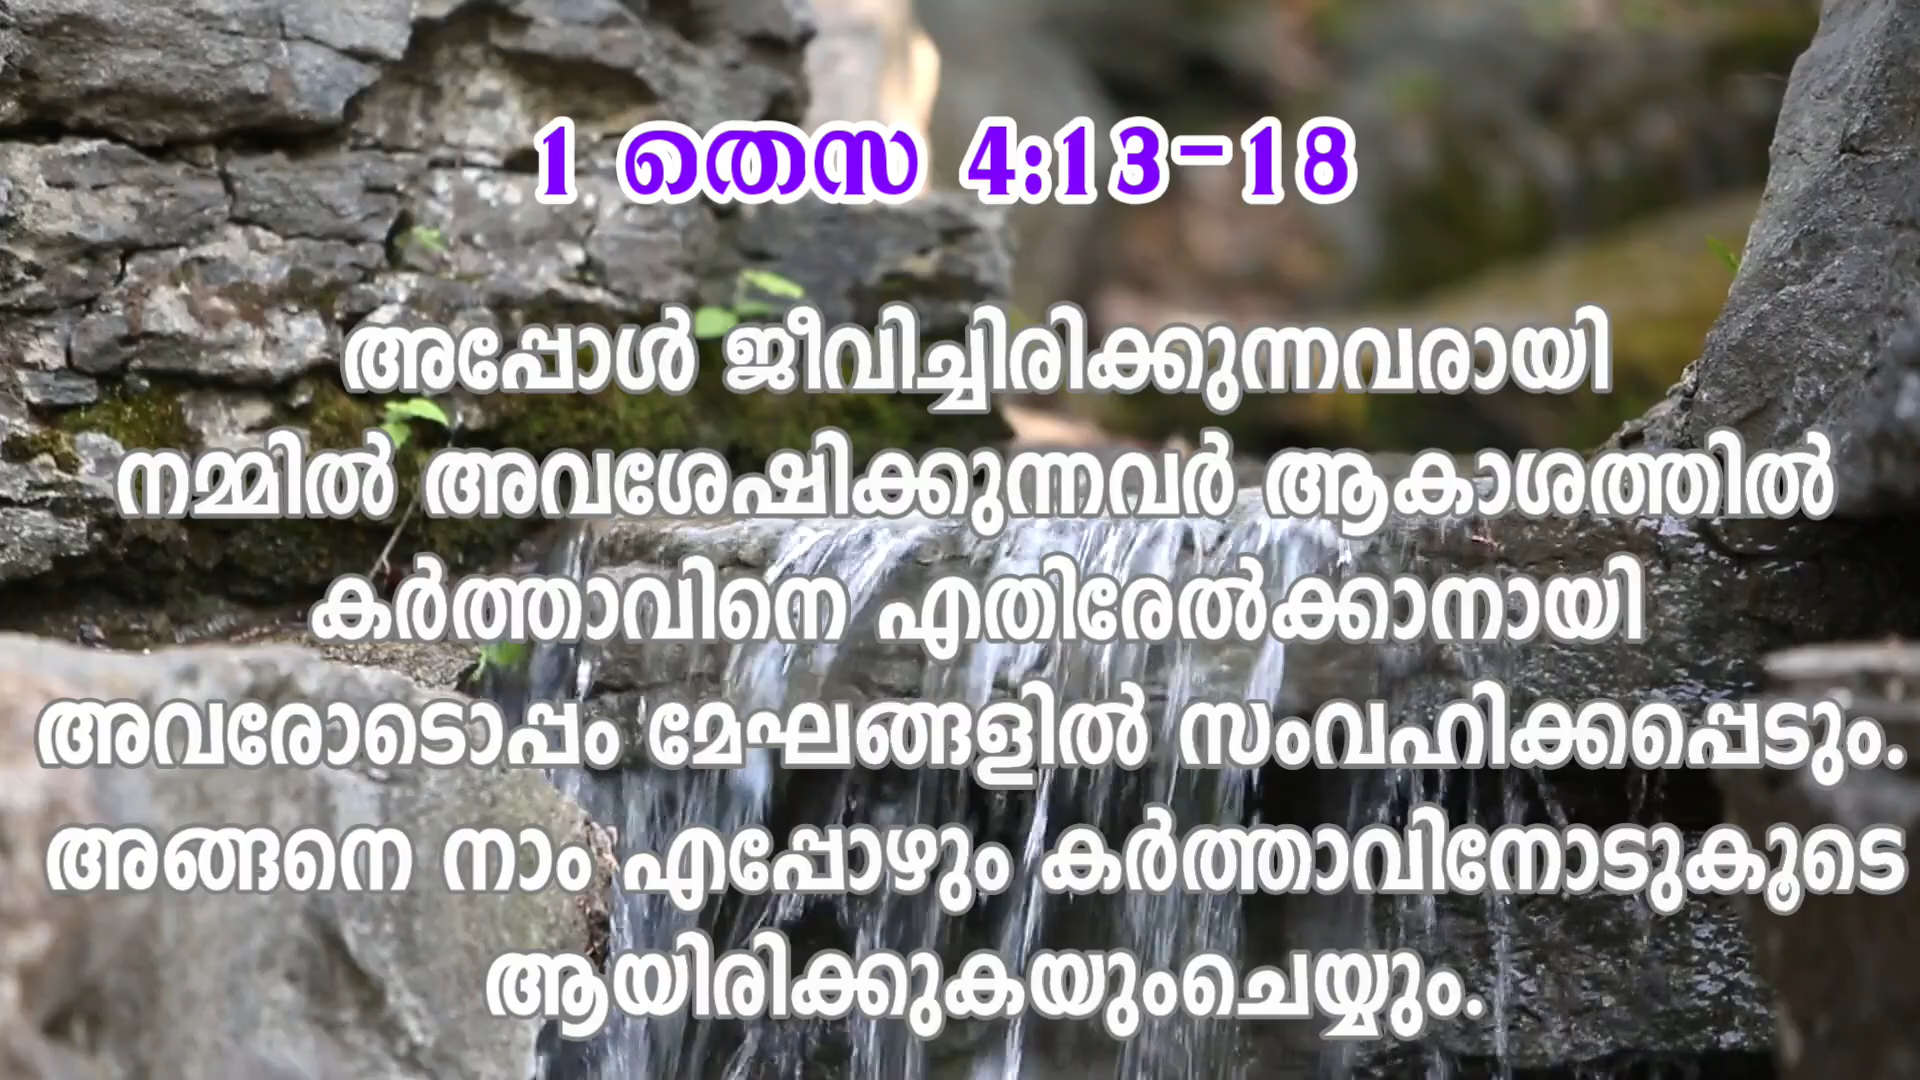 1 തെസ 4:13-18
അപ്പോൾ ജീവിച്ചിരിക്കുന്നവരായി
നമ്മിൽ അവശേഷിക്കുന്നവർ ആകാശത്തിൽ
കർത്താവിനെ എതിരേൽക്കാനായി
അവരോടൊപ്പം മേഘങ്ങളിൽ സംവഹിക്കപ്പെടും.
അങ്ങനെ നാം എപ്പോഴും കർത്താവിനോടുകൂടെ
ആയിരിക്കുകയുംചെയ്യും.